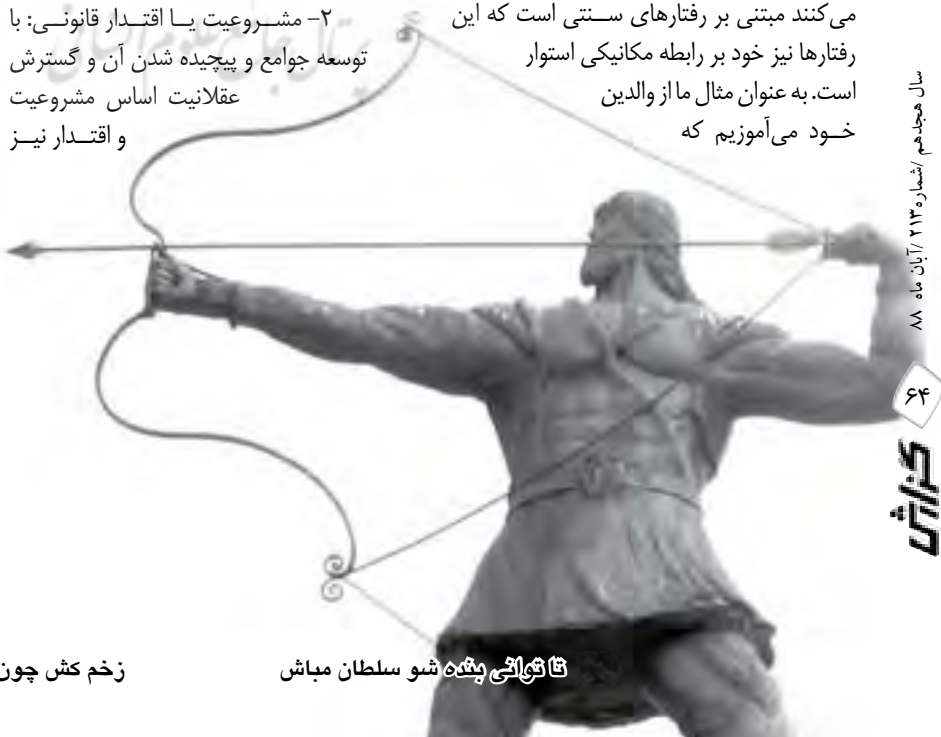 می‌کنند مبتنی بر رفتارهای سنتی است که این
رفتارها نیز خود بر رابطه مکانیکی استوار
است. به عنوان مثال ما از والدین
خود می‌آموزیم که
۲- مشروعیت یا اقتدار قانونی: با
توسعه جوامع و پیچیده شدن آن و گسترش
عقلانیت اساس مشروعیت
و اقتدار نیز
سال هجدهم /شماره ۲۱۳ /آبان ماه ۸۸
۶۴
گزارش
تا توانی بنده شو سلطان مباش
زخم کش چون